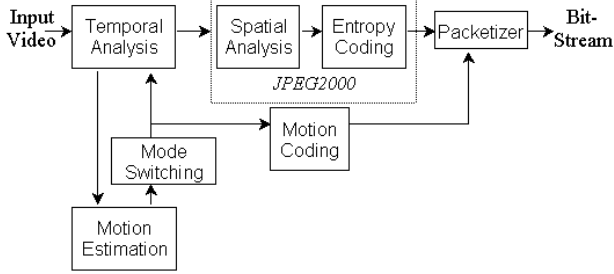 Input
Video
Temporal
Analysis
Spatial
Analysis
Entropy
Coding
Packetizer
Bit-
Stream
JPEG2000
Motion
Coding
Mode
Switching
Motion
Estimation